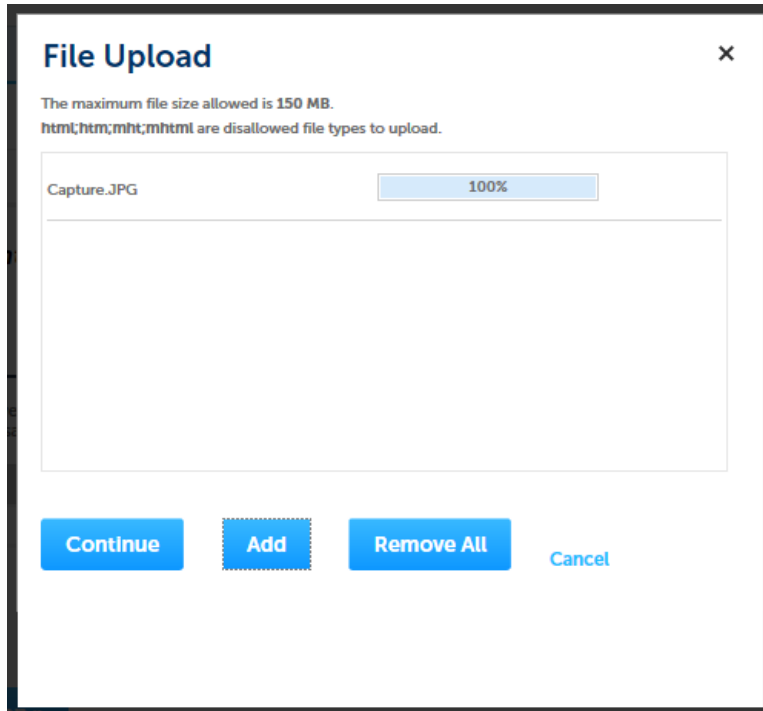 File Upload
×
The maximum file size allowed is 150 MB.
html;htm;mht;mhtml are disallowed file types to upload.
Capture.JPG 100%
Continue Add Remove All Cancel